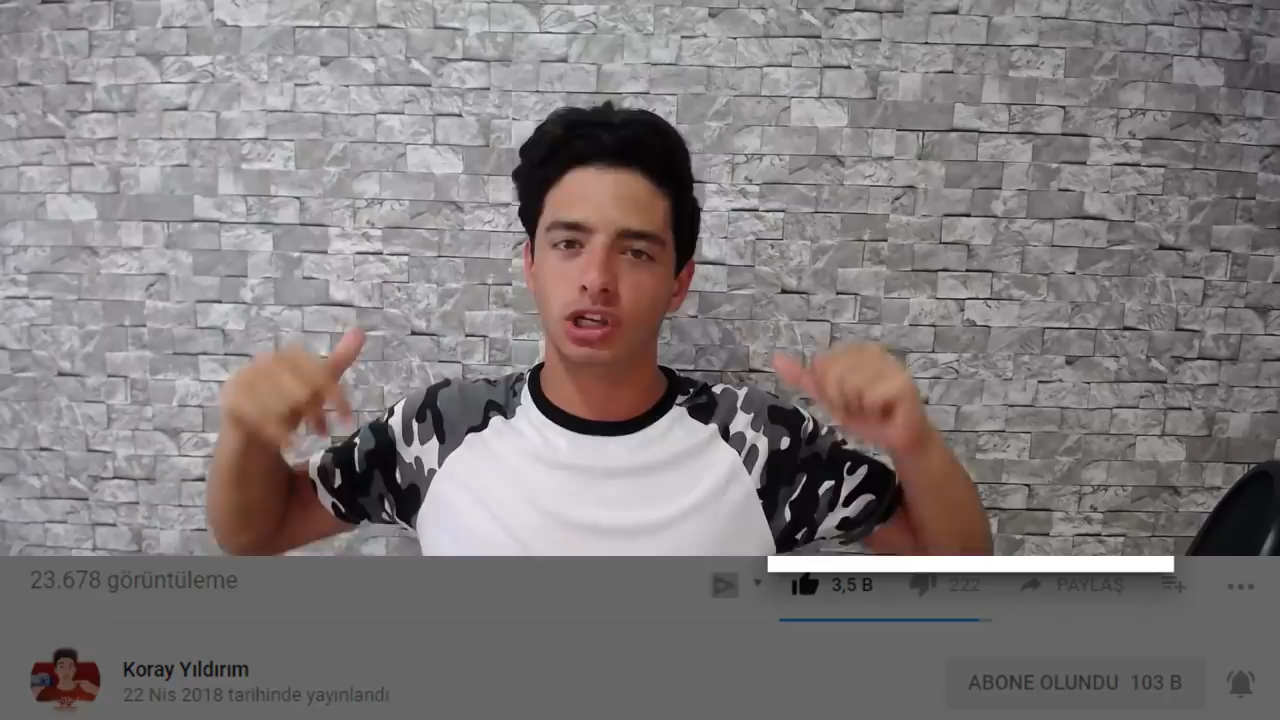 23.678 görüntüleme
3,5 B 222 PAYLAŞ
Koray Yıldırım
22 Nis 2018 tarihinde yayınlandı
ABONE OLUNDU 103 B